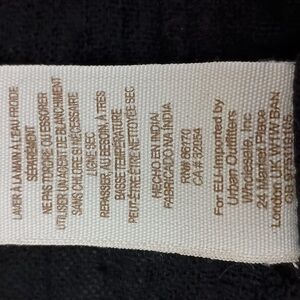 LAVER À LA MAIN À L'EAU FROIDE
SÉPARÉMENT
NE PAS TORDRE OU ESSORER
UTILISER UN AGENT DE BLANCHIMENT
SANS CHLORE SI NÉCESSAIRE
LIGNE SEC
REPASSER, AU BESOIN, À TRÈS
BASSE TEMPÉRATURE
PEUT-ÊTRE ÊTRE NETTOYÉ SEC
HECHO EN INDIA/
FABRICADO NA INDIA
RN# 66170
CA # 32654
For EU-Imported by
Urban Outfitters
Wholesale, Inc
24 Market Place
London UK W1W 8AN